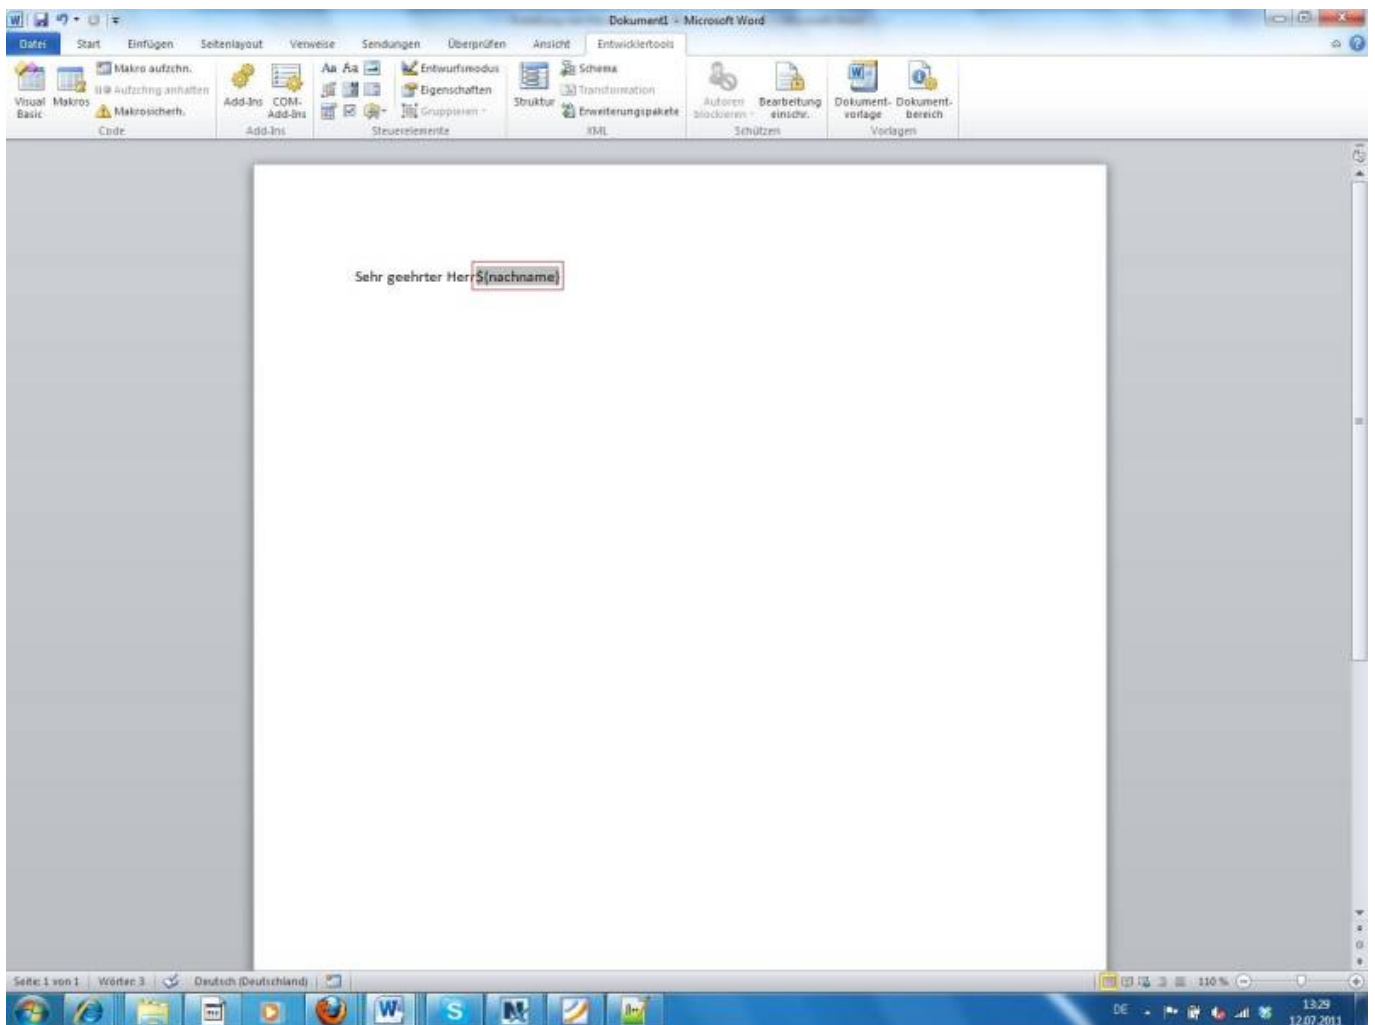 Dokument1 - Microsoft Word
Datei Start Einfügen Seitenlayout Verweise Sendungen Überprüfen Ansicht Entwicklertools
Visual Basic
Makros
Makro aufzchn.
Aufzchng anhalten
Makrosicherh.
Code
Add-Ins
COM-Add-Ins
Add-Ins
Aa Aa
Entwurfsmodus
Eigenschaften
Gruppieren
Steuerelemente
Struktur
Schema
Transformation
Erweiterungspakete
XML
Autoren blockieren
Bearbeitung einschr.
Schützen
Dokument-vorlage
Dokument-bereich
Vorlagen
Sehr geehrter Herr${nachname}
Seite: 1 von 1 Wörter: 3 Deutsch (Deutschland) 110 %
DE 13:29
12.07.2011